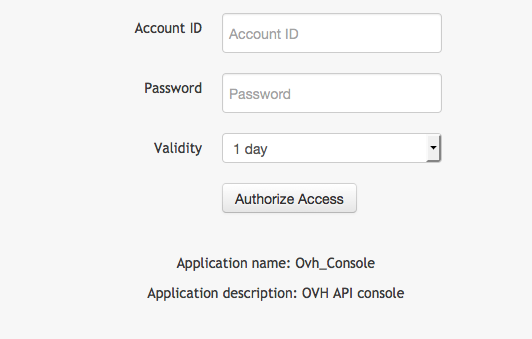 Account ID
Account ID
Password
Password
Validity
1 day
Authorize Access
Application name: Ovh_Console
Application description: OVH API console